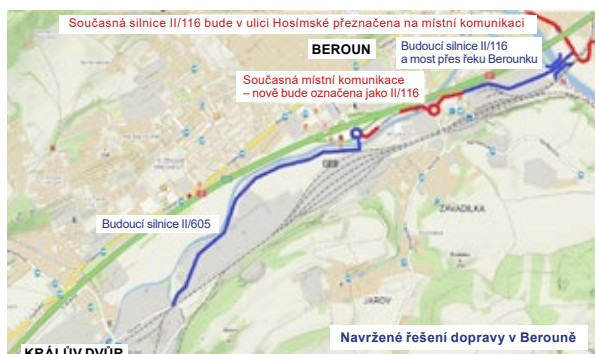 Současná silnice II/116 bude v ulici Hosímské přeznačena na místní komunikaci
BEROUN
Budoucí silnice II/116
a most přes řeku Berounku
Současná místní komunikace
– nově bude označena jako II/116
Budoucí silnice II/605
ZAVADILKA
JAROV
Navržené řešení dopravy v Berouně
KRÁLŮV DVŮR